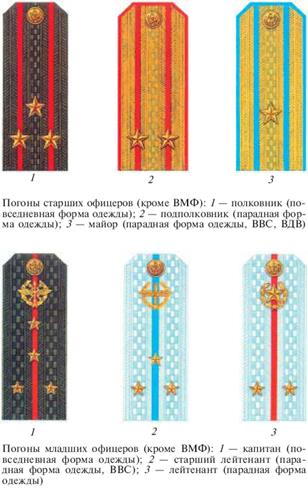 1 2 3
Погоны старших офицеров (кроме ВМФ): 1 — полковник (по-
вседневная форма одежды); 2 — подполковник (парадная фор-
ма одежды); 3 — майор (парадная форма одежды, ВВС, ВДВ)
1 2 3
Погоны младших офицеров (кроме ВМФ): 1 — капитан (по-
вседневная форма одежды); 2 — старший лейтенант (пара-
дная форма одежды, ВВС); 3 — лейтенант (парадная форма
одежды)